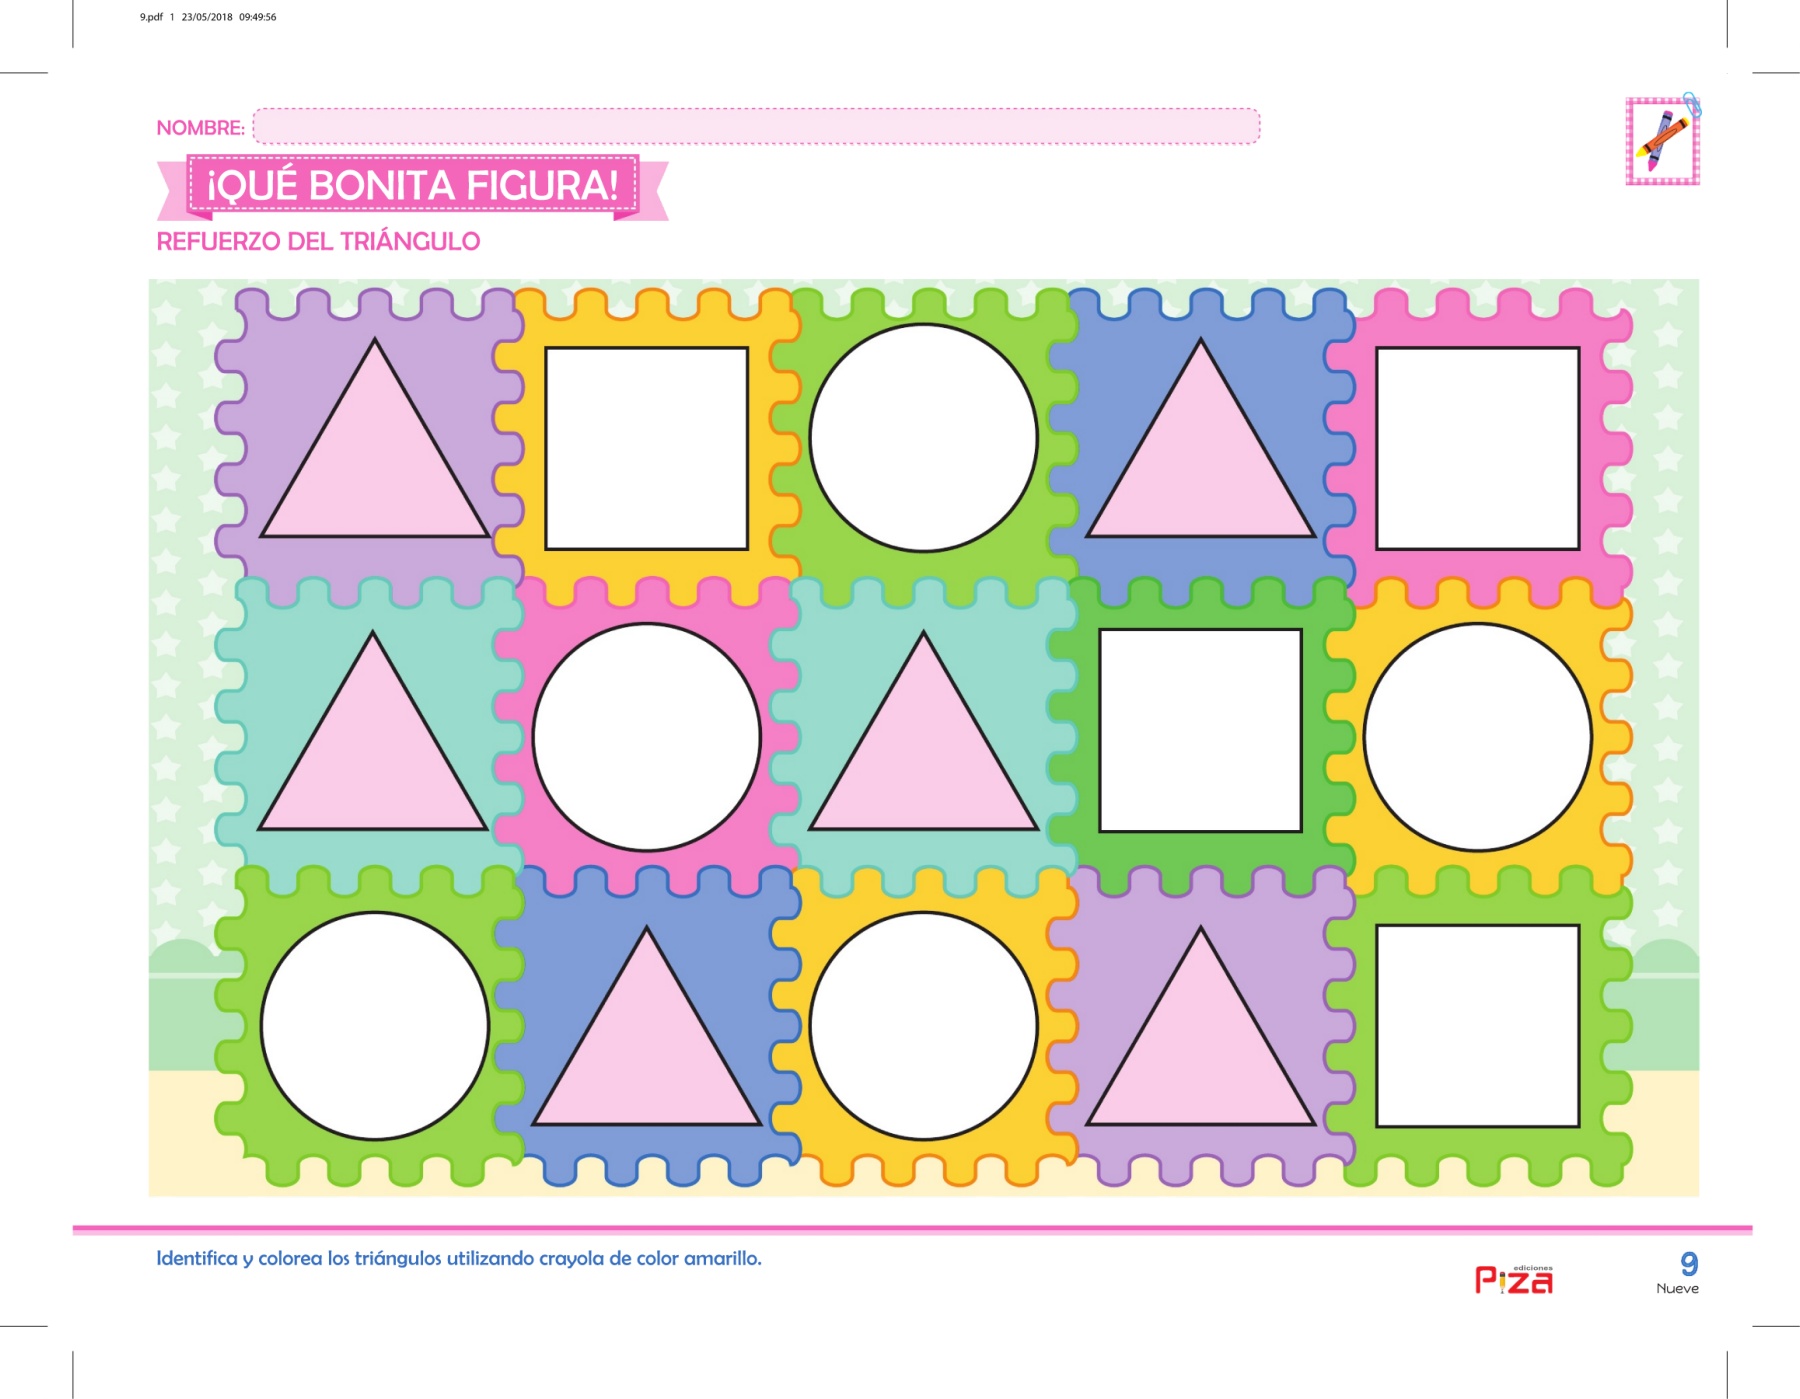 9.pdf 1 23/05/2018 09:49:56
NOMBRE:
¡QUÉ BONITA FIGURA!
REFUERZO DEL TRIÁNGULO
Identifica y colorea los triángulos utilizando crayola de color amarillo.
ediciones
Piza
9
Nueve